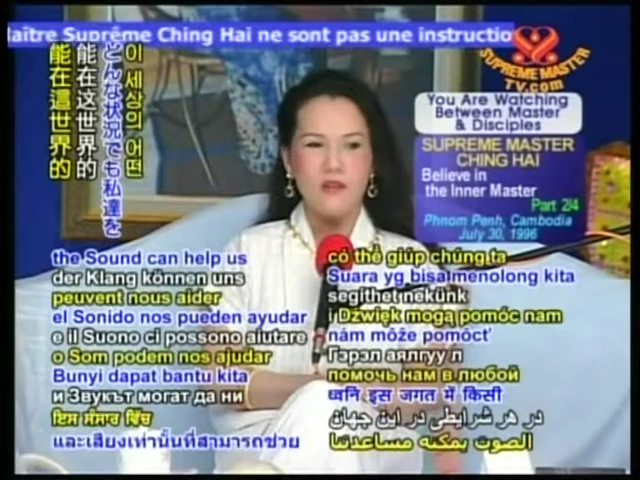 Maître Suprême Ching Hai ne sont pas une instructio
SUPREME MASTER
TV.com
You Are Watching
Between Master
& Disciples
SUPREME MASTER
CHING HAI
Believe in
the Inner Master
Part 2/4
Phnom Penh, Cambodia
July 30, 1996
이 세상의 어떤
どんな状況でも私達を
能在这世界的
能在這世界的
the Sound can help us
der Klang können uns
peuvent nous aider
el Sonido nos pueden ayudar
e il Suono ci possono aiutare
o Som podem nos ajudar
Bunyi dapat bantu kita
и Звукът могат да ни
ਇਸ ਸੰਸਾਰ ਵਿੱਚ
และเสียงเท่านั้นที่สามารถช่วย
có thể giúp chúng ta
Suara yg bisa menolong kita
segíthet nekünk
i Dźwięk mogą pomóc nam
nám môže pomôcť
Гэрэл аялгуу л
помочь нам в любой
ध्वनि इस जगत में किसी
در هر شرایطی در این جهان
الصوت يمكنه مساعدتنا